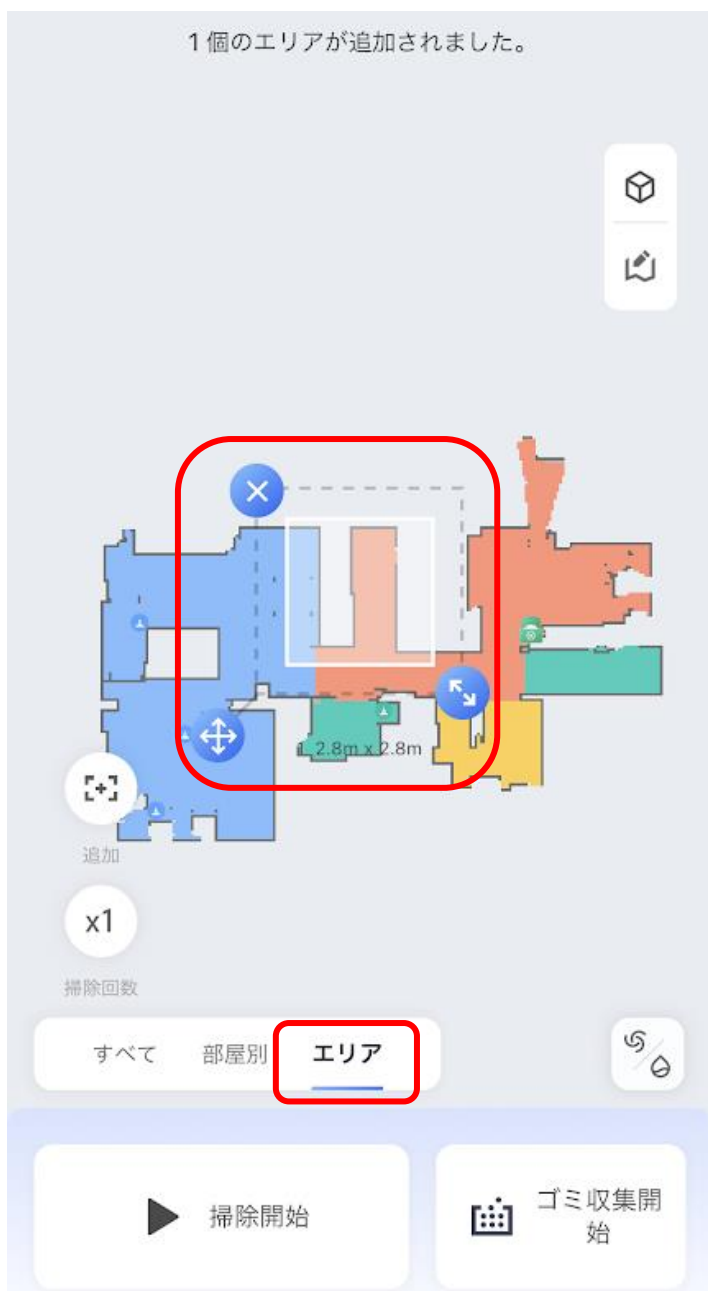 1個のエリアが追加されました。
1 2.8m x 2.8m
追加
x1
掃除回数
すべて 部屋別 エリア
掃除開始
ゴミ収集開
始